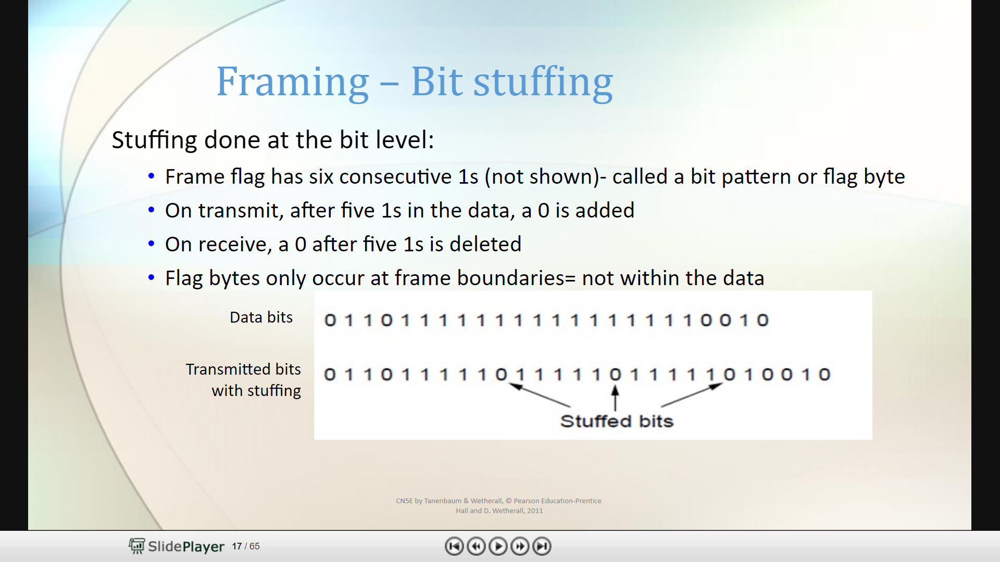 Framing – Bit stuffing
Stuffing done at the bit level:
• Frame flag has six consecutive 1s (not shown)- called a bit pattern or flag byte
• On transmit, after five 1s in the data, a 0 is added
• On receive, a 0 after five 1s is deleted
• Flag bytes only occur at frame boundaries= not within the data
Data bits
0 1 1 0 1 1 1 1 1 1 1 1 1 1 1 1 1 1 1 1 0 0 1 0
Transmitted bits
with stuffing
0 1 1 0 1 1 1 1 1 0 1 1 1 1 1 0 1 1 1 1 1 0 1 0 0 1 0
Stuffed bits
CN5E by Tanenbaum & Wetherall, © Pearson Education-Prentice
Hall and D. Wetherall, 2011
SlidePlayer 17 / 65